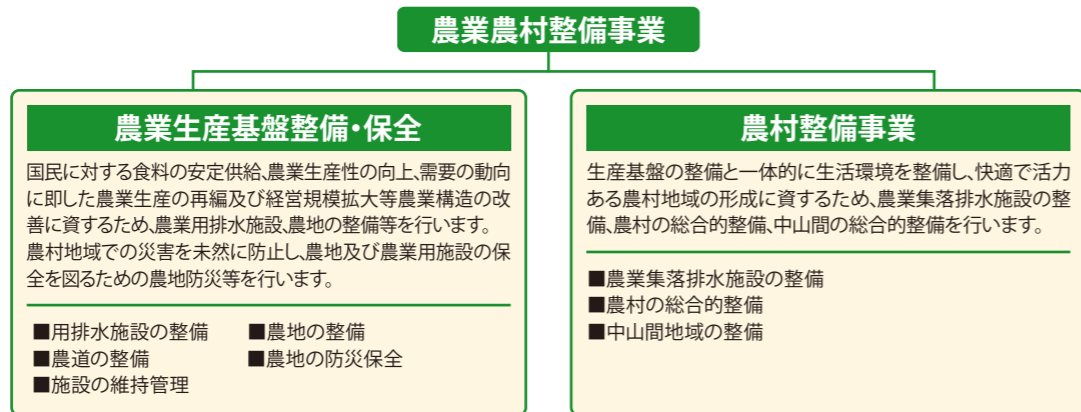 農業農村整備事業
農業生産基盤整備・保全
国民に対する食料の安定供給、農業生産性の向上、需要の動向
に即した農業生産の再編及び経営規模拡大等農業構造の改
善に資するため、農業用排水施設、農地の整備等を行います。
農村地域での災害を未然に防止し、農地及び農業用施設の保
全を図るための農地防災等を行います。
■用排水施設の整備 ■農地の整備
■農道の整備 ■農地の防災保全
■施設の維持管理
農村整備事業
生産基盤の整備と一体的に生活環境を整備し、快適で活力
ある農村地域の形成に資するため、農業集落排水施設の整
備、農村の総合的整備、中山間の総合的整備を行います。
■農業集落排水施設の整備
■農村の総合的整備
■中山間地域の整備